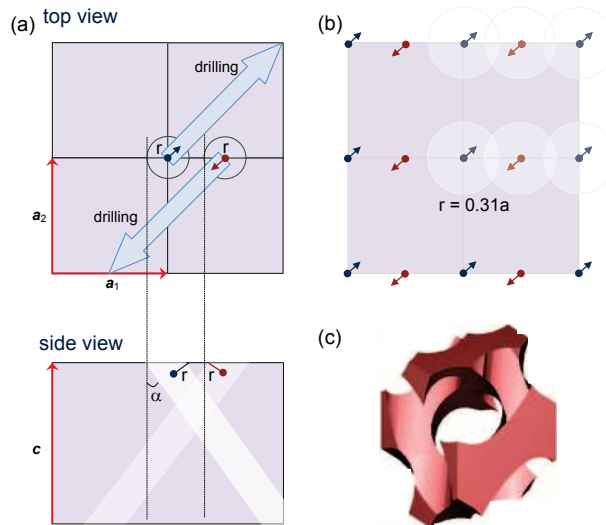 (a) top view
drilling
r r
a2
drilling
a1
side view
r r
α
c
(b)
r = 0.31a
(c)